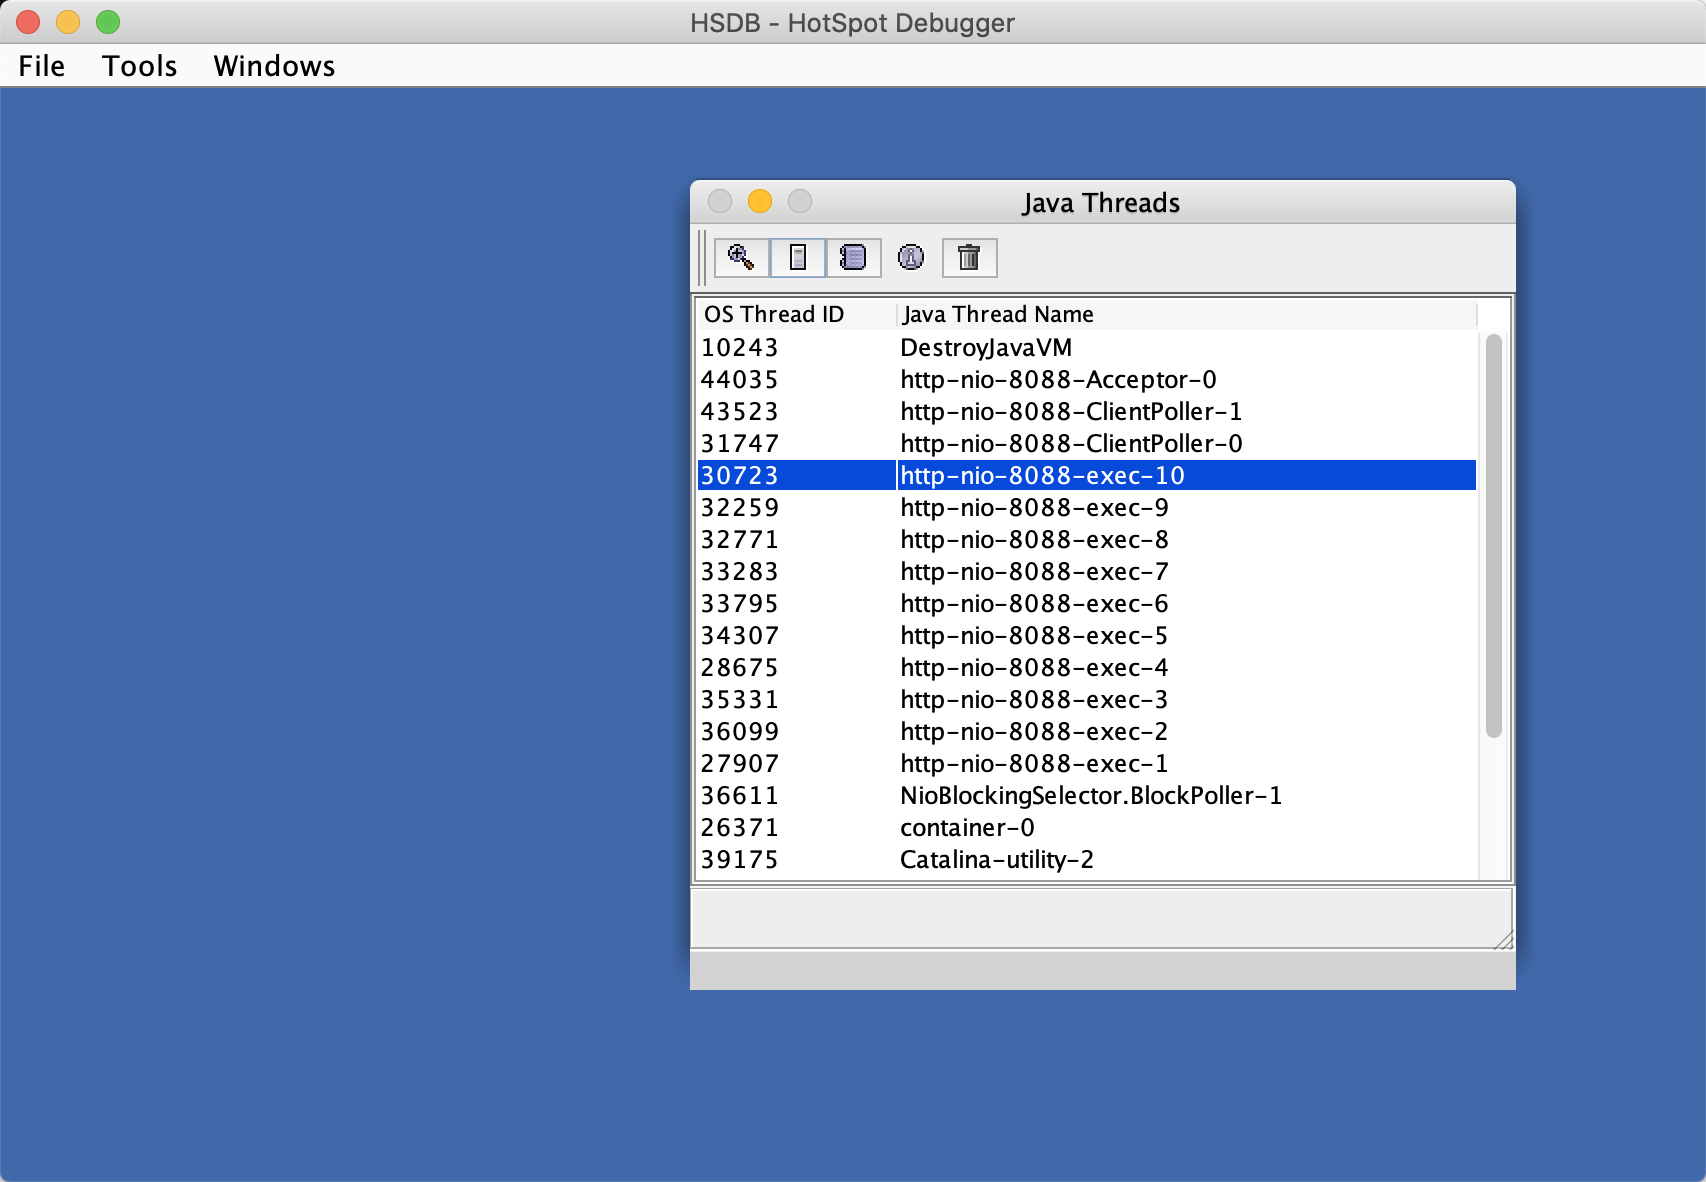 HSDB - HotSpot Debugger
File Tools Windows
Java Threads
OS Thread ID Java Thread Name
10243 DestroyJavaVM
44035 http-nio-8088-Acceptor-0
43523 http-nio-8088-ClientPoller-1
31747 http-nio-8088-ClientPoller-0
30723 http-nio-8088-exec-10
32259 http-nio-8088-exec-9
32771 http-nio-8088-exec-8
33283 http-nio-8088-exec-7
33795 http-nio-8088-exec-6
34307 http-nio-8088-exec-5
28675 http-nio-8088-exec-4
35331 http-nio-8088-exec-3
36099 http-nio-8088-exec-2
27907 http-nio-8088-exec-1
36611 NioBlockingSelector.BlockPoller-1
26371 container-0
39175 Catalina-utility-2